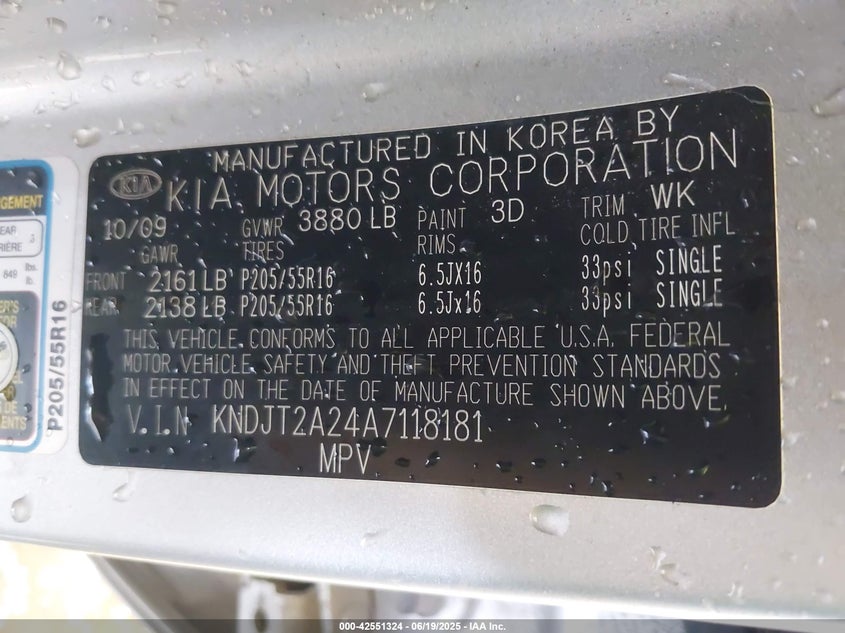 MANUFACTURED IN KOREA BY
KIA KIA MOTORS CORPORATION
10/09 GVWR 3880 LB PAINT 3D TRIM WK
GAWR TIRES RIMS COLD TIRE INFL
FRONT 2161 LB P205/55R16 6.5JX16 33psi SINGLE
REAR 2138 LB P205/55R16 6.5Jx16 33psi SINGLE
THIS VEHICLE CONFORMS TO ALL APPLICABLE U.S.A. FEDERAL
MOTOR VEHICLE SAFETY AND THEFT PREVENTION STANDARDS
IN EFFECT ON THE DATE OF MANUFACTURE SHOWN ABOVE.
V.I.N KNDJT2A24A7118181
MPV
849 lbs.
P205/55R16
000-42551324 - 06/19/2025 - IAA Inc.